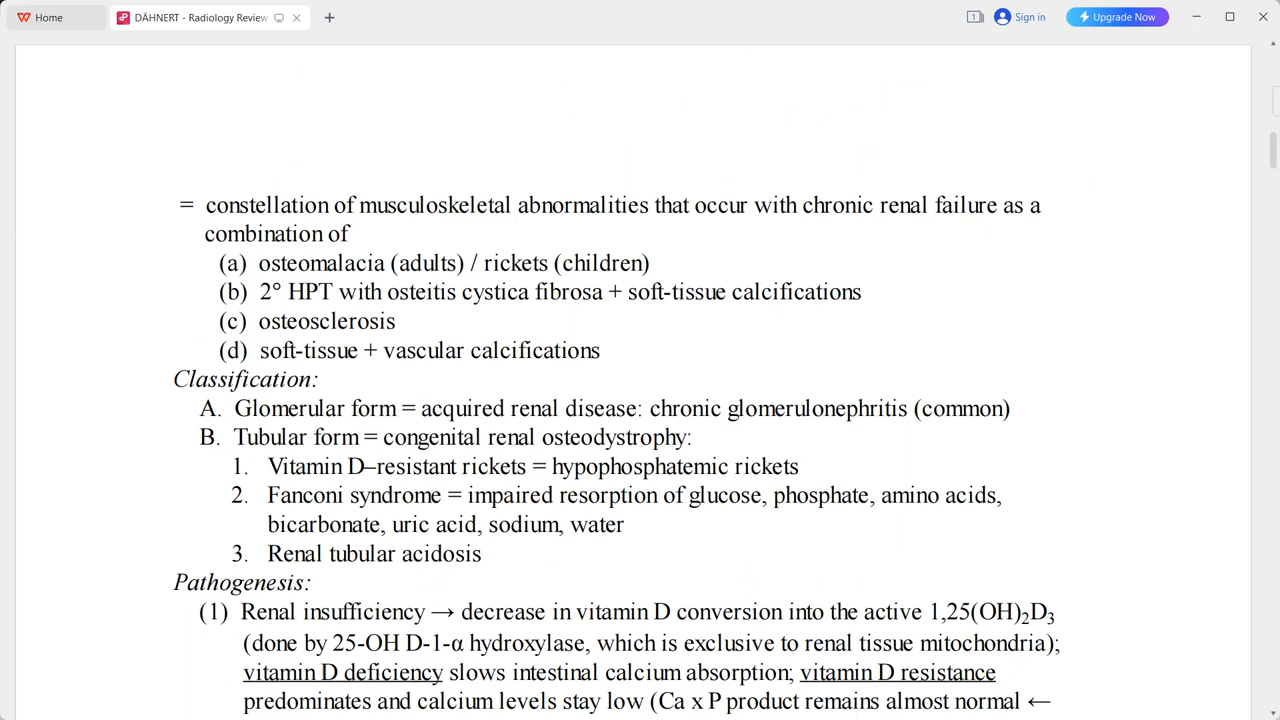 Home
DÄHNERT - Radiology Review
1
Sign in
Upgrade Now
= constellation of musculoskeletal abnormalities that occur with chronic renal failure as a
combination of
(a) osteomalacia (adults) / rickets (children)
(b) 2° HPT with osteitis cystica fibrosa + soft-tissue calcifications
(c) osteosclerosis
(d) soft-tissue + vascular calcifications
Classification:
A. Glomerular form = acquired renal disease: chronic glomerulonephritis (common)
B. Tubular form = congenital renal osteodystrophy:
1. Vitamin D–resistant rickets = hypophosphatemic rickets
2. Fanconi syndrome = impaired resorption of glucose, phosphate, amino acids,
bicarbonate, uric acid, sodium, water
3. Renal tubular acidosis
Pathogenesis:
(1) Renal insufficiency → decrease in vitamin D conversion into the active 1,25(OH)₂D₃
(done by 25-OH D-1-α hydroxylase, which is exclusive to renal tissue mitochondria);
vitamin D deficiency slows intestinal calcium absorption; vitamin D resistance
predominates and calcium levels stay low (Ca x P product remains almost normal ←